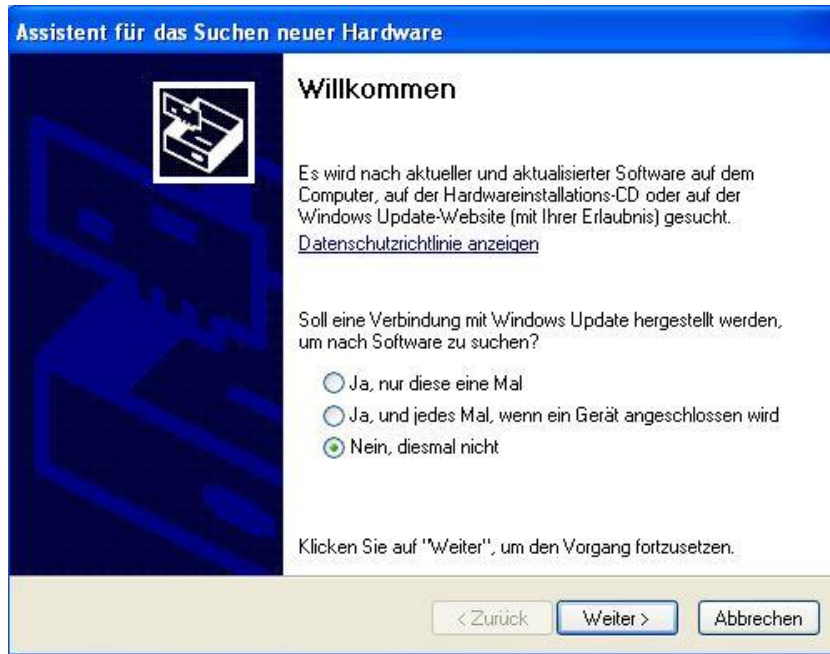 Assistent für das Suchen neuer Hardware
Willkommen
Es wird nach aktueller und aktualisierter Software auf dem
Computer, auf der Hardwareinstallations-CD oder auf der
Windows Update-Website (mit Ihrer Erlaubnis) gesucht.
Datenschutzrichtlinie anzeigen
Soll eine Verbindung mit Windows Update hergestellt werden,
um nach Software zu suchen?
Ja, nur diese eine Mal
Ja, und jedes Mal, wenn ein Gerät angeschlossen wird
Nein, diesmal nicht
Klicken Sie auf "Weiter", um den Vorgang fortzusetzen.
< Zurück Weiter > Abbrechen